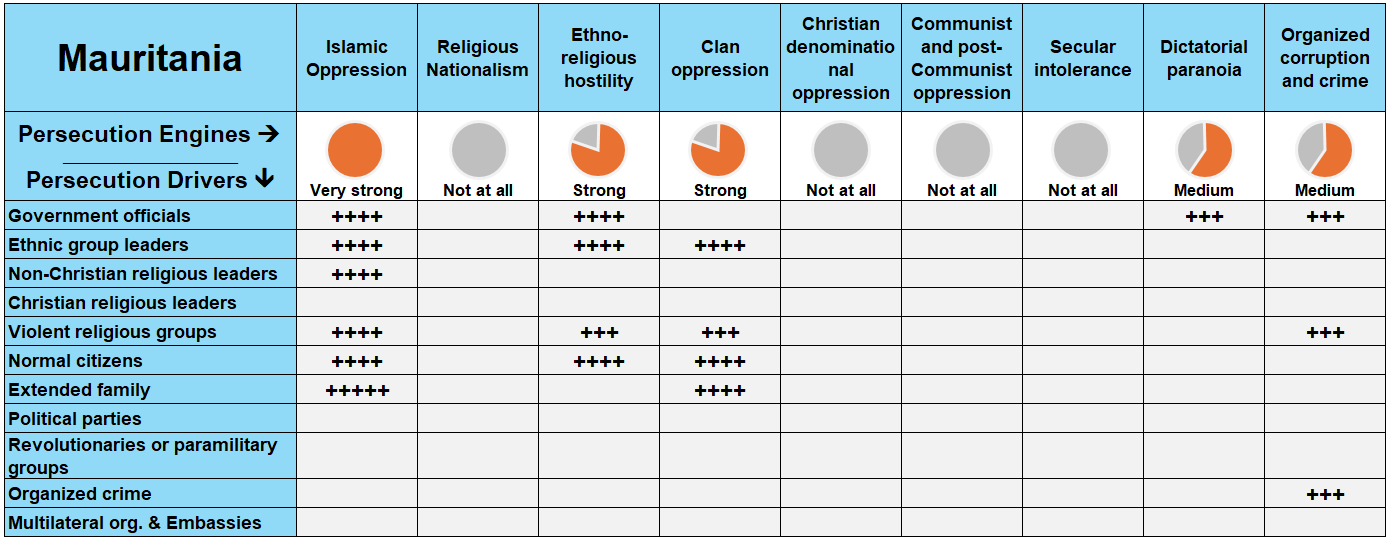 Mauritania
Islamic
Oppression
Religious
Nationalism
Ethno-
religious
hostility
Clan
oppression
Christian
denominatio
nal
oppression
Communist
and post-
Communist
oppression
Secular
intolerance
Dictatorial
paranoia
Organized
corruption
and crime
Persecution Engines →
Persecution Drivers ↓
Very strong
Not at all
Strong
Strong
Not at all
Not at all
Not at all
Medium
Medium
Government officials ++++ ++++ +++ +++
Ethnic group leaders ++++ ++++ ++++
Non-Christian religious leaders ++++
Christian religious leaders
Violent religious groups ++++ +++ +++ +++
Normal citizens ++++ ++++ ++++
Extended family +++++ ++++
Political parties
Revolutionaries or paramilitary
groups
Organized crime +++
Multilateral org. & Embassies